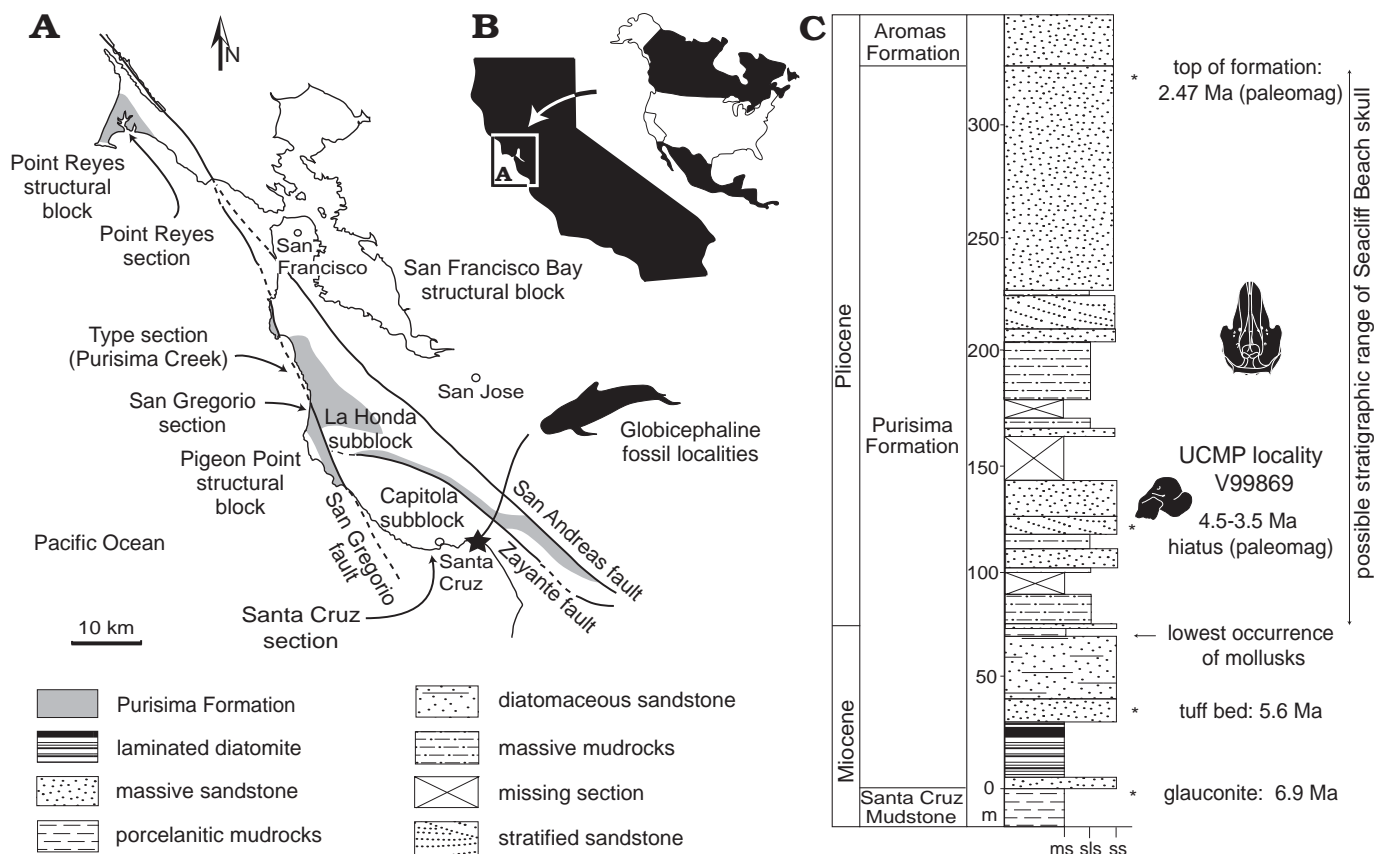 A
N
Point Reyes
structural
block
Point Reyes
section
San
Francisco
San Francisco Bay
structural block
Type section
(Purisima Creek)
San Gregorio
section
La Honda
subblock
San Jose
Globicephaline
fossil localities
Pigeon Point
structural
block
Capitola
subblock
San Andreas fault
Zayante fault
San Gregorio
fault
Pacific Ocean
Santa
Cruz
Santa Cruz
section
10 km
B
A
C
Aromas
Formation
Pliocene
Purisima
Formation
Miocene
Santa Cruz
Mudstone
300
250
200
150
100
50
0
m
ms sls ss
* top of formation:
2.47 Ma (paleomag)
UCMP locality
V99869
4.5-3.5 Ma
* hiatus (paleomag)
lowest occurrence
of mollusks
* tuff bed: 5.6 Ma
* glauconite: 6.9 Ma
possible stratigraphic range of Seacliff Beach skull
Purisima Formation
laminated diatomite
massive sandstone
porcelanitic mudrocks
diatomaceous sandstone
massive mudrocks
missing section
stratified sandstone